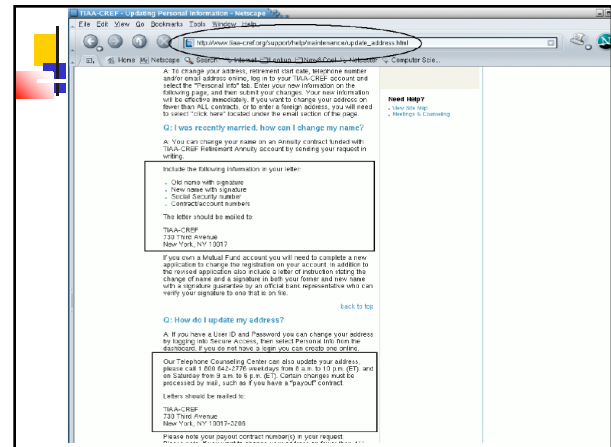 TIAA-CREF - Updating Personal Information - Netscape
File Edit View Go Bookmarks Tools Window Help
http://www.tiaa-cref.org/support/help/maintenance/update_address.html
Home My Netscape Search Computer Scie...
A: To change your address, retirement start date, telephone number
and/or email address online, log in to your TIAA-CREF account and
select the "Personal Info" tab. Enter your new information on the
following page, and then submit your changes. Your new information
will be effective immediately. If you want to change your address on
fewer than ALL contracts, or to enter a foreign address, you will need
to select "click here" located under the email section of the page.
Need Help?
View Site Help
Meetings & Counseling
Q: I was recently married, how can I change my name?
A: You can change your name on an Annuity contract funded with
TIAA-CREF Retirement Annuity account by sending your request in
writing.
Include the following information in your letter:
Old name with signature
New name with signature
Social Security number
Contract/account numbers
The letter should be mailed to:
TIAA-CREF
730 Third Avenue
New York, NY 10017
If you own a Mutual Fund account you will need to complete a new
application to change the registration on your account. In addition to
the revised application also include a letter of instruction stating the
change of name and a signature in both your former and new name
with a signature guarantee by an official bank representative who can
verify your signature to one that is on file.
back to top
Q: How do I update my address?
A: If you have a User ID and Password you can change your address
by logging into Secure Access, then select Personal Info from the
dashboard. If you do not have a login you can create one online.
Our Telephone Counseling Center can also update your address,
please call 1 800 842-2776 weekdays from 8 a.m. to 10 p.m. (ET), and
on Saturday from 9 a.m. to 6 p.m. (ET). Certain changes must be
processed by mail, such as if you have a "payout" contract.
Letters should be mailed to:
TIAA-CREF
730 Third Avenue
New York, NY 10017-3206
Please note your payout contract number(s) in your request.